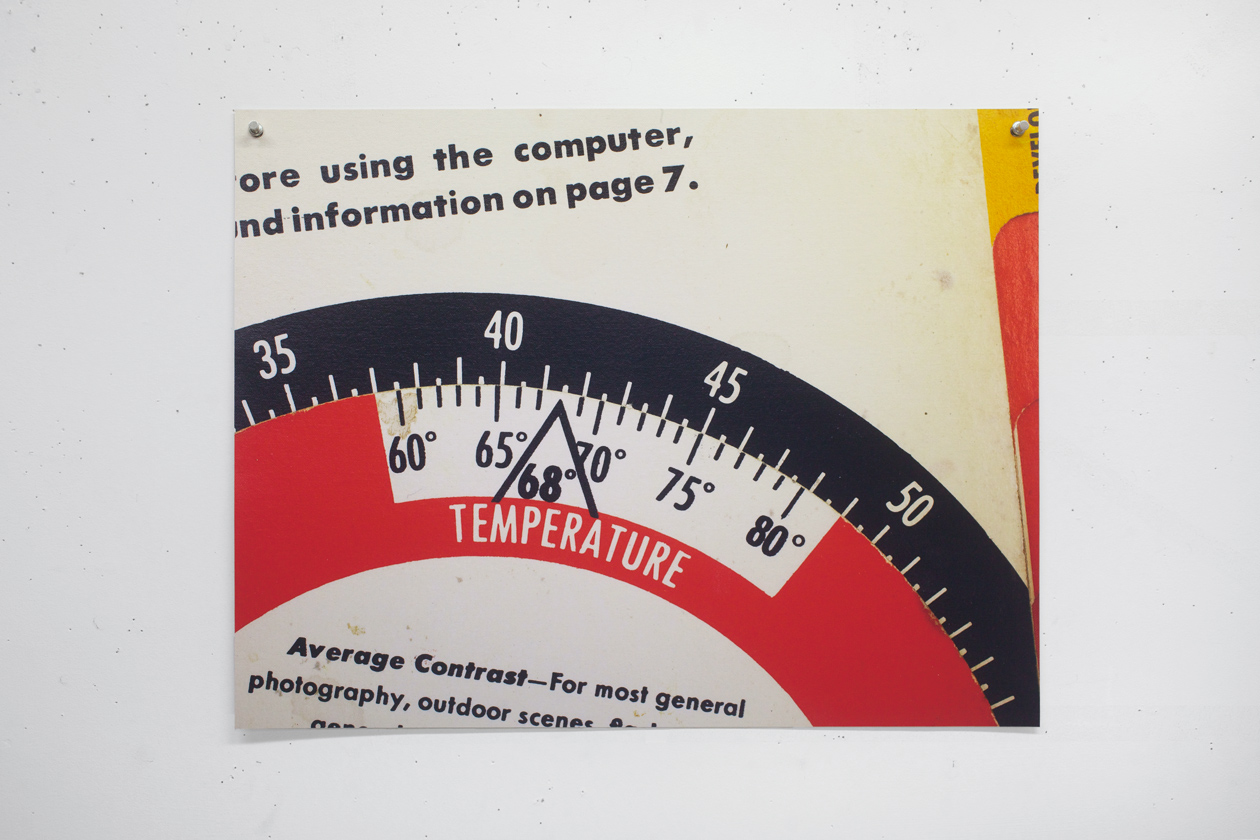 ore using the computer,
nd information on page 7.
35 40 45 50
60° 65° 68° 70° 75° 80°
TEMPERATURE
Average Contrast—For most general
photography, outdoor scenes,